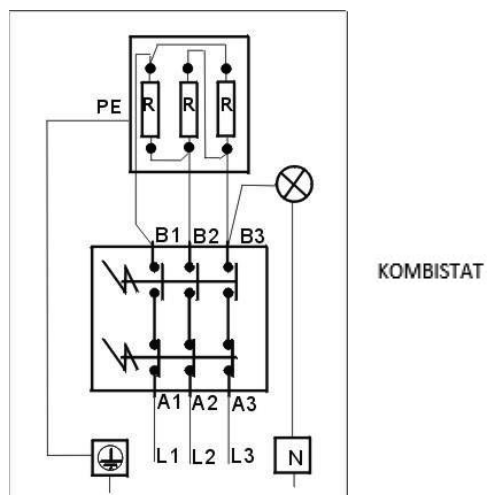 PE
R R R
B1 B2 B3
KOMBISTAT
A1 A2 A3
L1 L2 L3
N